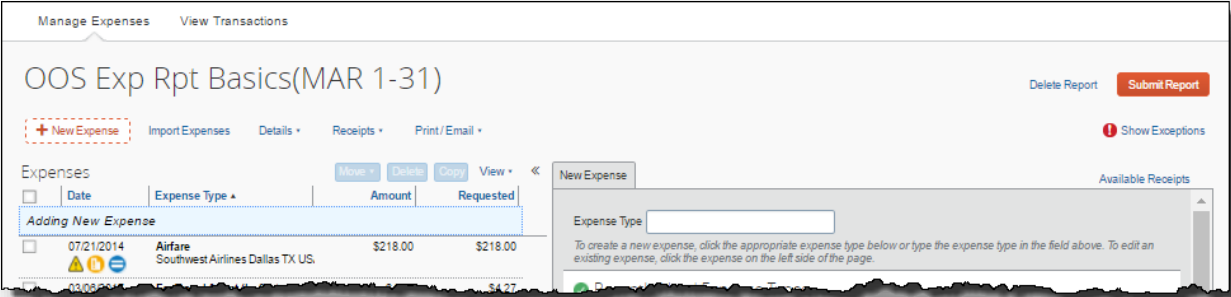 Manage Expenses View Transactions
OOS Exp Rpt Basics(MAR 1-31)
Delete Report Submit Report
New Expense Import Expenses Details Receipts Print / Email Show Exceptions
Expenses Move Delete Copy View New Expense Available Receipts
Date Expense Type Amount Requested
Adding New Expense
Expense Type
07/21/2014 Airfare $218.00 $218.00
Southwest Airlines Dallas TX US,
To create a new expense, click the appropriate expense type below or type the expense type in the field above. To edit an
existing expense, click the expense on the left side of the page.
$4.27